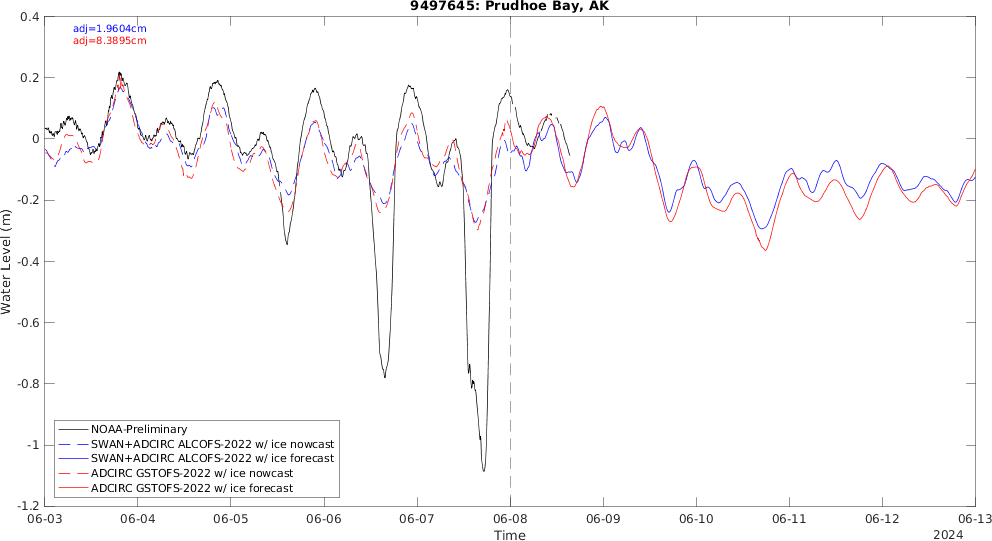 9497645: Prudhoe Bay, AK
adj=1.9604cm
adj=8.3895cm
0.4
0.2
0
-0.2
-0.4
-0.6
-0.8
-1
-1.2
Water Level (m)
NOAA-Preliminary
SWAN+ADCIRC ALCOFS-2022 w/ ice nowcast
SWAN+ADCIRC ALCOFS-2022 w/ ice forecast
ADCIRC GSTOFS-2022 w/ ice nowcast
ADCIRC GSTOFS-2022 w/ ice forecast
06-03 06-04 06-05 06-06 06-07 06-08 06-09 06-10 06-11 06-12 06-13
Time
2024